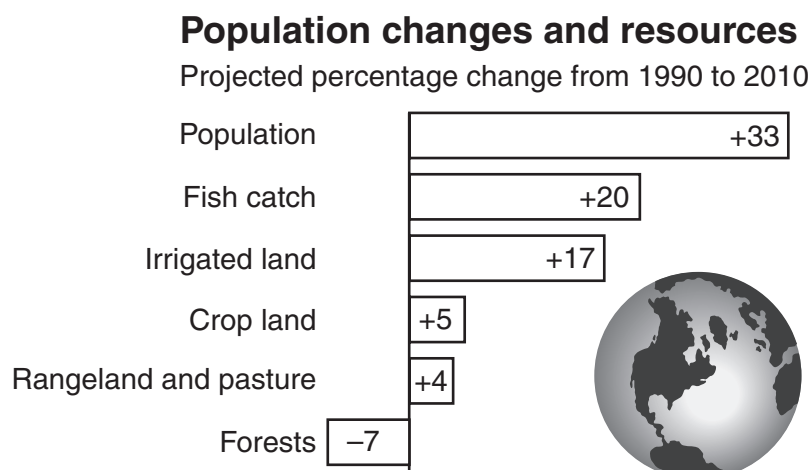 Population changes and resources
Projected percentage change from 1990 to 2010
Population +33
Fish catch +20
Irrigated land +17
Crop land +5
Rangeland and pasture +4
Forests –7